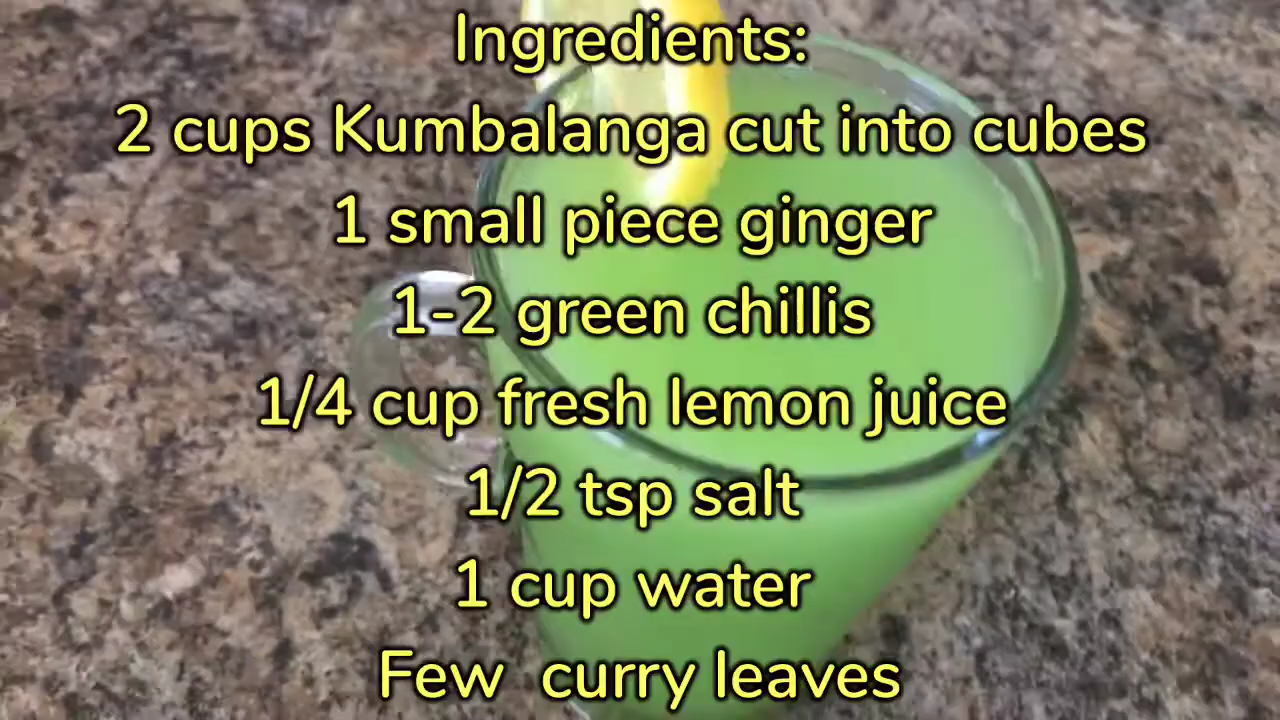 Ingredients:
2 cups Kumbalanga cut into cubes
1 small piece ginger
1-2 green chillis
1/4 cup fresh lemon juice
1/2 tsp salt
1 cup water
Few  curry leaves